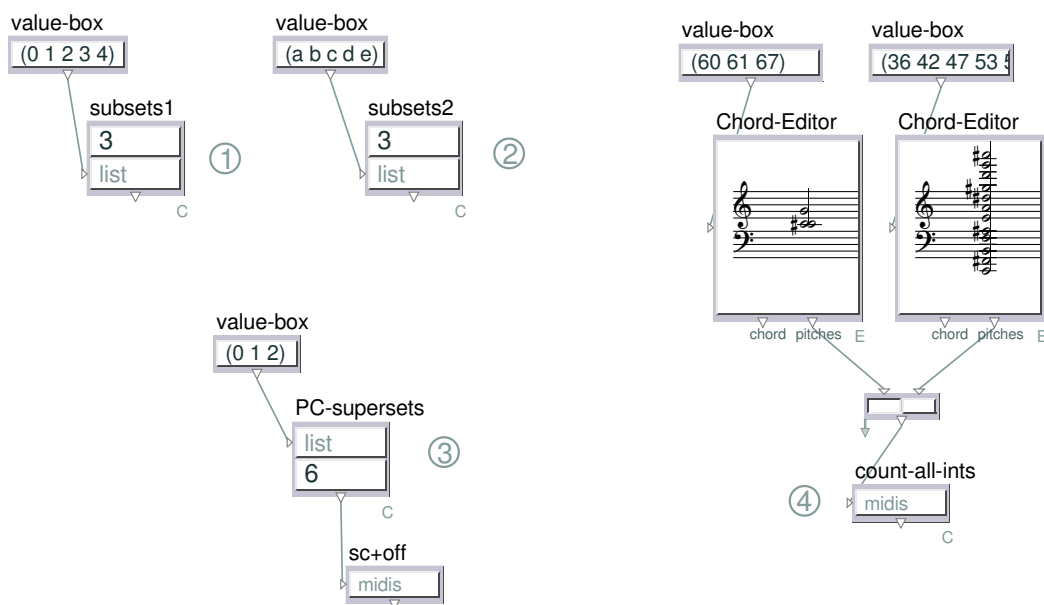 value-box
(0 1 2 3 4)
subsets1
3
list
C
1
value-box
(a b c d e)
subsets2
3
list
C
2
value-box
(0 1 2)
PC-supersets
list
6
C
3
sc+off
midis
value-box
(60 61 67)
Chord-Editor
chord pitches E
value-box
(36 42 47 53
Chord-Editor
chord pitches E
count-all-ints
midis
C
4